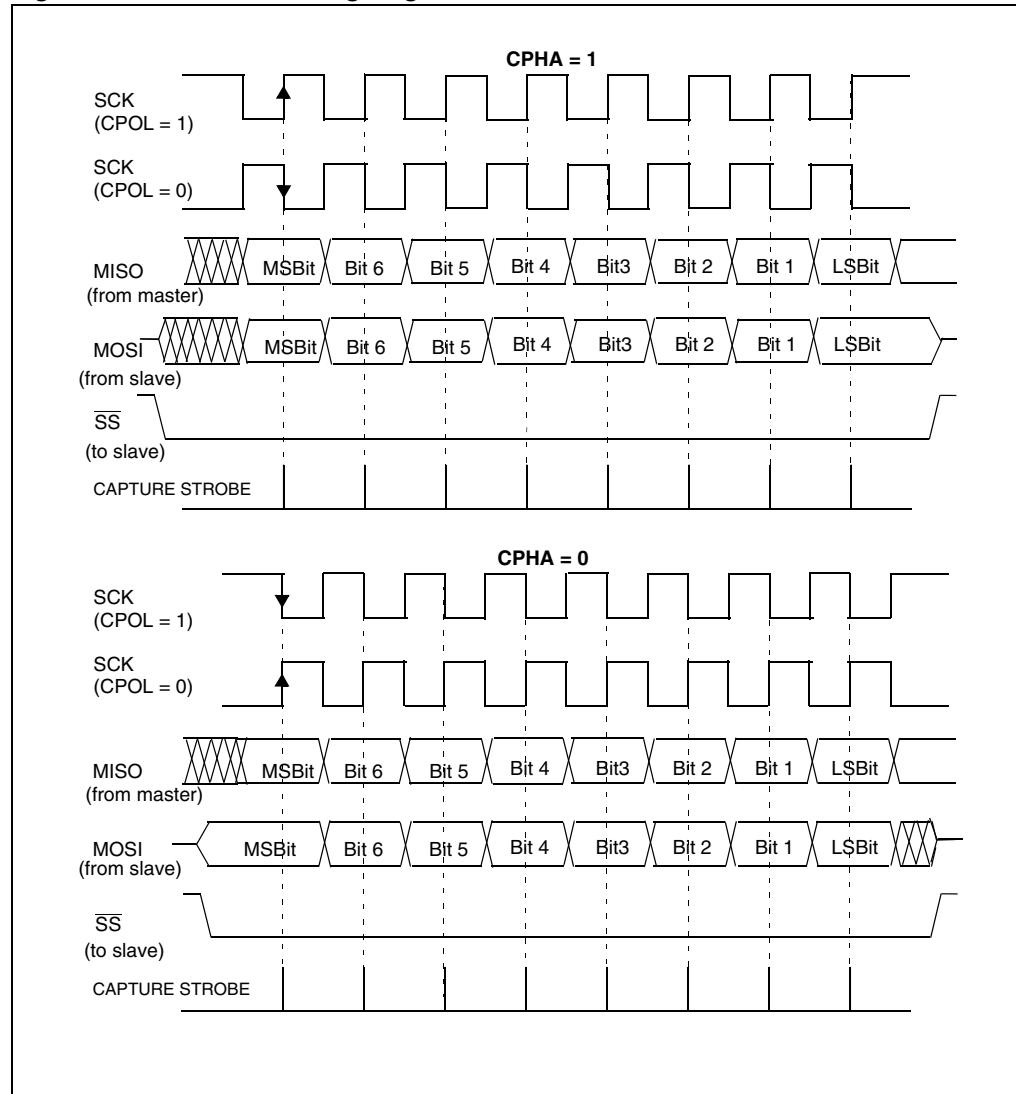 CPHA = 1
SCK
(CPOL = 1)
SCK
(CPOL = 0)
MISO
(from master)
MSBit Bit 6 Bit 5 Bit 4 Bit3 Bit 2 Bit 1 LSBit
MOSI
(from slave)
MSBit Bit 6 Bit 5 Bit 4 Bit3 Bit 2 Bit 1 LSBit
SS
(to slave)
CAPTURE STROBE
CPHA = 0
SCK
(CPOL = 1)
SCK
(CPOL = 0)
MISO
(from master)
MSBit Bit 6 Bit 5 Bit 4 Bit3 Bit 2 Bit 1 LSBit
MOSI
(from slave)
MSBit Bit 6 Bit 5 Bit 4 Bit3 Bit 2 Bit 1 LSBit
SS
(to slave)
CAPTURE STROBE